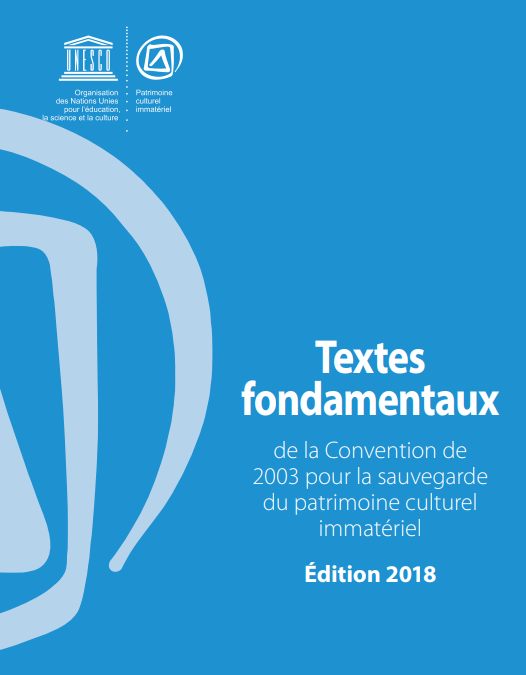 UNESCO
Organisation
des Nations Unies
pour l'éducation,
la science et la culture
Patrimoine
culturel
immatériel
Textes
fondamentaux
de la Convention de
2003 pour la sauvegarde
du patrimoine culturel
immatériel
Édition 2018